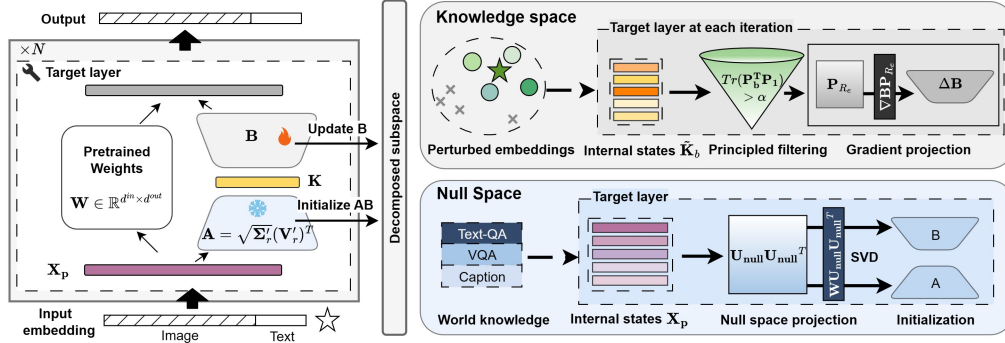 Output
×N
Target layer
Pretrained
Weights
W ∈ ℝ^{d^{in}×d^{out}}
B
K
A = √Σ′_r(V′_r)^T
X_p
Input
embedding
Image
Text
Update B
Initialize AB
Decomposed subspace
Knowledge space
Target layer at each iteration
Tr(P_b^T P_1)
> α
P_{R_e}
∇BP_{R_e}
ΔB
Perturbed embeddings
Internal states K̃_b
Principled filtering
Gradient projection
Null Space
Target layer
Text-QA
VQA
Caption
U_null U_null^T
WU_null U_null^T
SVD
B
A
World knowledge
Internal states X_p
Null space projection
Initialization